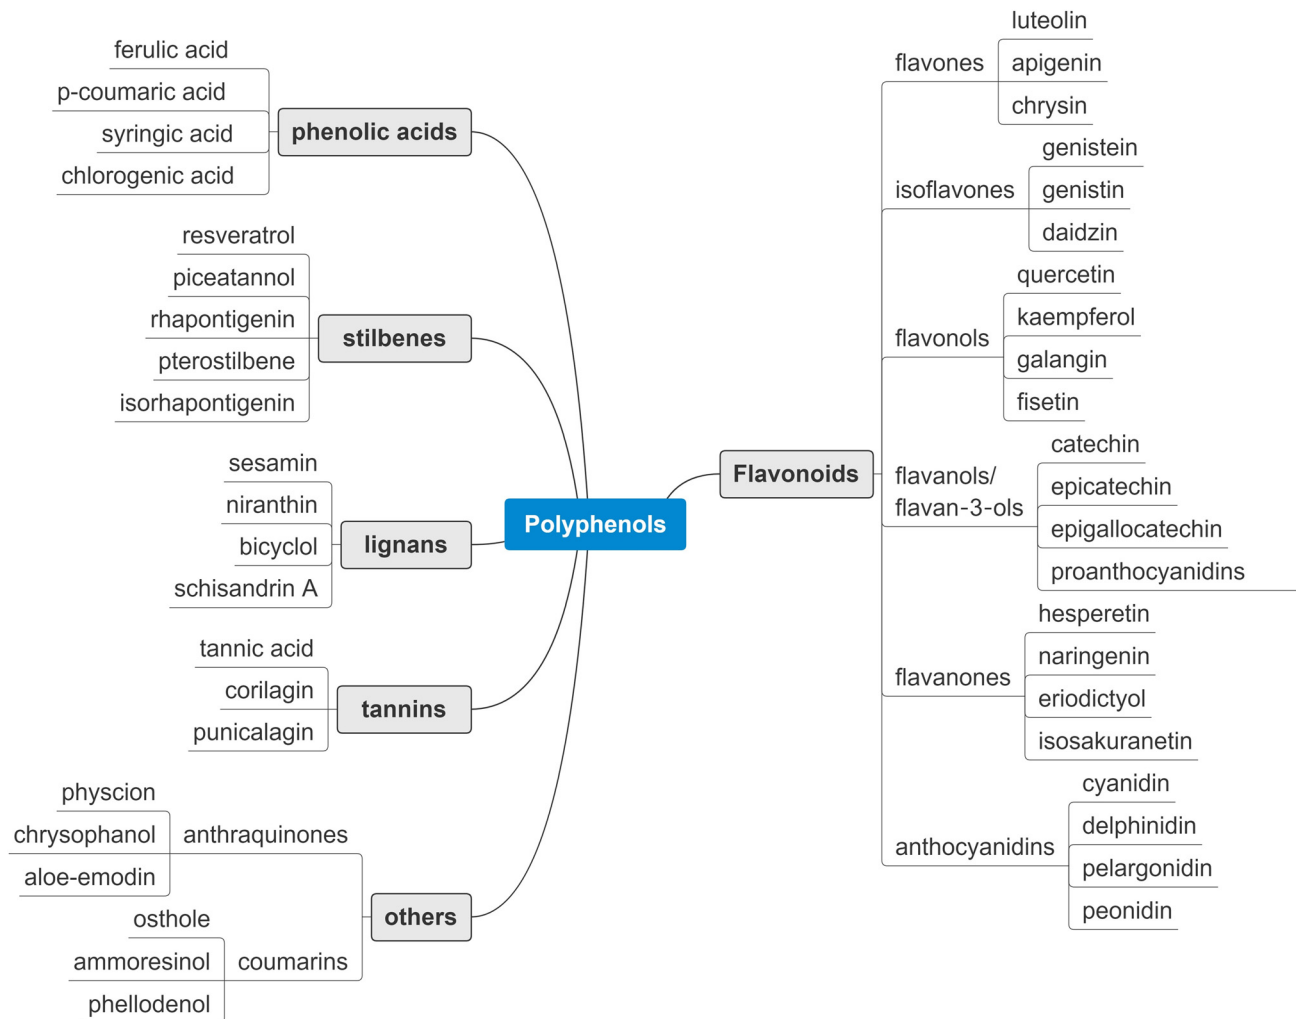 ferulic acid
p-coumaric acid
syringic acid
chlorogenic acid
phenolic acids
resveratrol
piceatannol
rhapontigenin
pterostilbene
isorhapontigenin
stilbenes
sesamin
niranthin
bicyclol
schisandrin A
lignans
tannic acid
corilagin
punicalagin
tannins
physcion
chrysophanol
aloe-emodin
anthraquinones
osthole
ammoresinol
phellodenol
coumarins
others
Polyphenols
Flavonoids
flavones
luteolin
apigenin
chrysin
isoflavones
genistein
genistin
daidzin
flavonols
quercetin
kaempferol
galangin
fisetin
flavanols/
flavan-3-ols
catechin
epicatechin
epigallocatechin
proanthocyanidins
flavanones
hesperetin
naringenin
eriodictyol
isosakuranetin
anthocyanidins
cyanidin
delphinidin
pelargonidin
peonidin